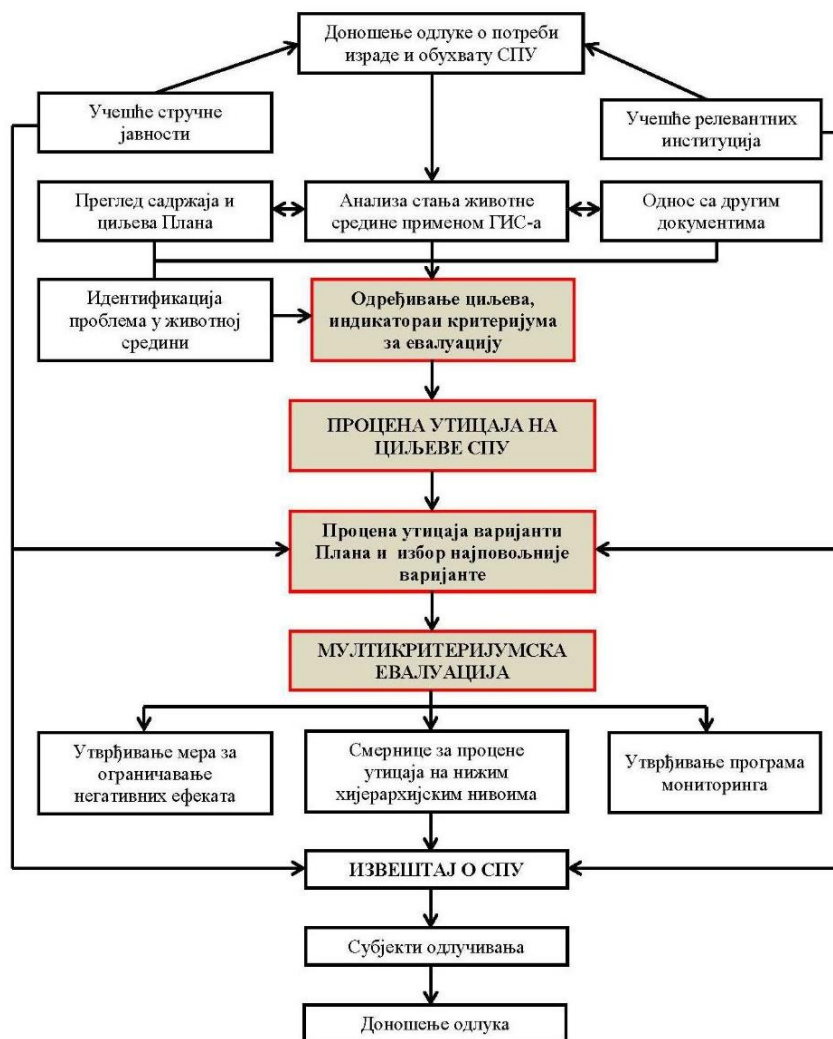 Доношење одлуке о потреби
израде и обухвату СПУ
Учешће стручне
јавности
Учешће релевантних
институција
Преглед садржаја и
циљева Плана
Анализа стања животне
средине применом ГИС-а
Однос са другим
документима
Идентификација
проблема у животној
средини
Одређивање циљева,
индикатораи критеријума
за евалуацију
ПРОЦЕНА УТИЦАЈА НА
ЦИЉЕВЕ СПУ
Процена утицаја варијанти
Плана и избор најповољније
варијанте
МУЛТИКРИТЕРИЈУМСКА
ЕВАЛУАЦИЈА
Утврђивање мера за
ограничавање
негативних ефеката
Смернице за процене
утицаја на нижим
хијерархијским нивоима
Утврђивање програма
мониторинга
ИЗВЕШТАЈ О СПУ
Субјекти одлучивања
Доношење одлука